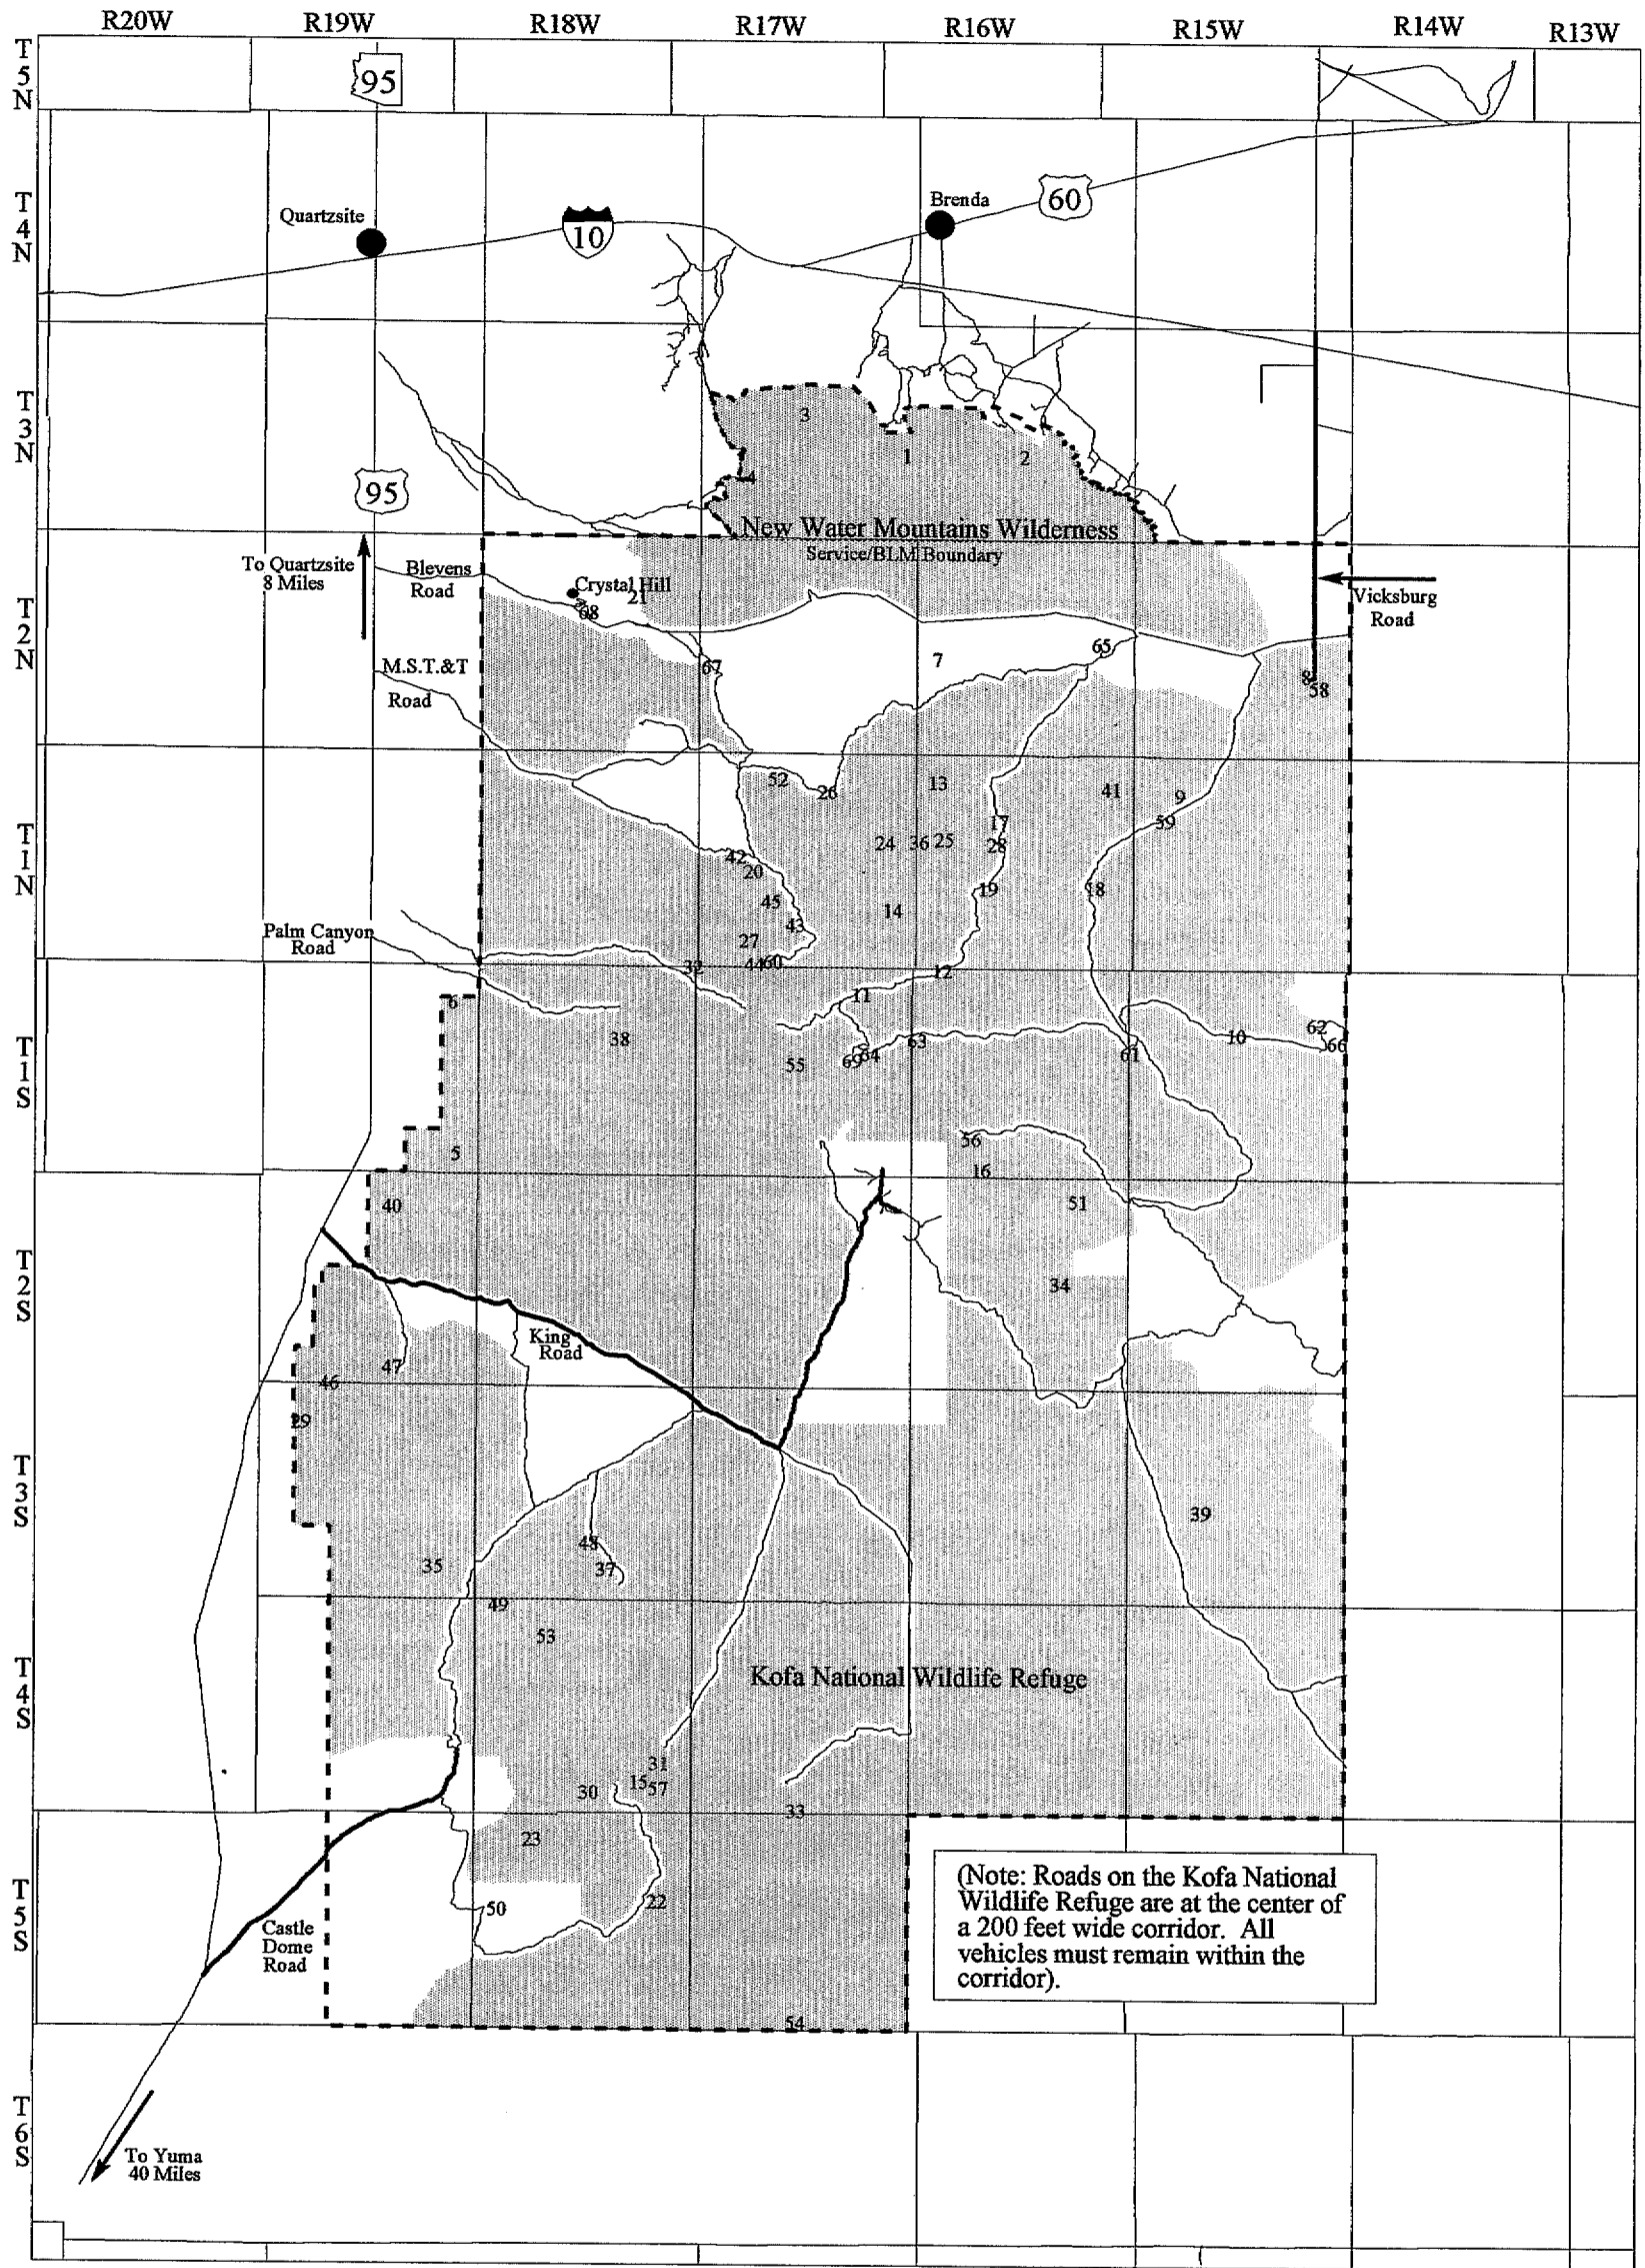 R20W R19W R18W R17W R16W R15W R14W R13W
T5N
95
T4N
Quartzsite
10
Brenda
60
T3N
3
1
2
4
95
New Water Mountains Wilderness
Service/BLM Boundary
To Quartzsite
8 Miles
Blevens
Road
Crystal Hill
21
68
Vicksburg
Road
T2N
M.S.T.&T
Road
67
7
65
8
58
52
26
13
41
9
59
T1N
24
36
25
17
28
42
20
19
18
45
14
43
27
44
60
Palm Canyon
Road
32
12
6
11
38
10
62
66
T1S
55
69
64
63
61
56
16
5
51
40
T2S
34
King
Road
47
46
29
T3S
39
48
37
35
49
53
T4S
Kofa National Wildlife Refuge
31
15
57
30
33
23
T5S
22
50
Castle
Dome
Road
(Note: Roads on the Kofa National
Wildlife Refuge are at the center of
a 200 feet wide corridor. All
vehicles must remain within the
corridor).
54
T6S
To Yuma
40 Miles